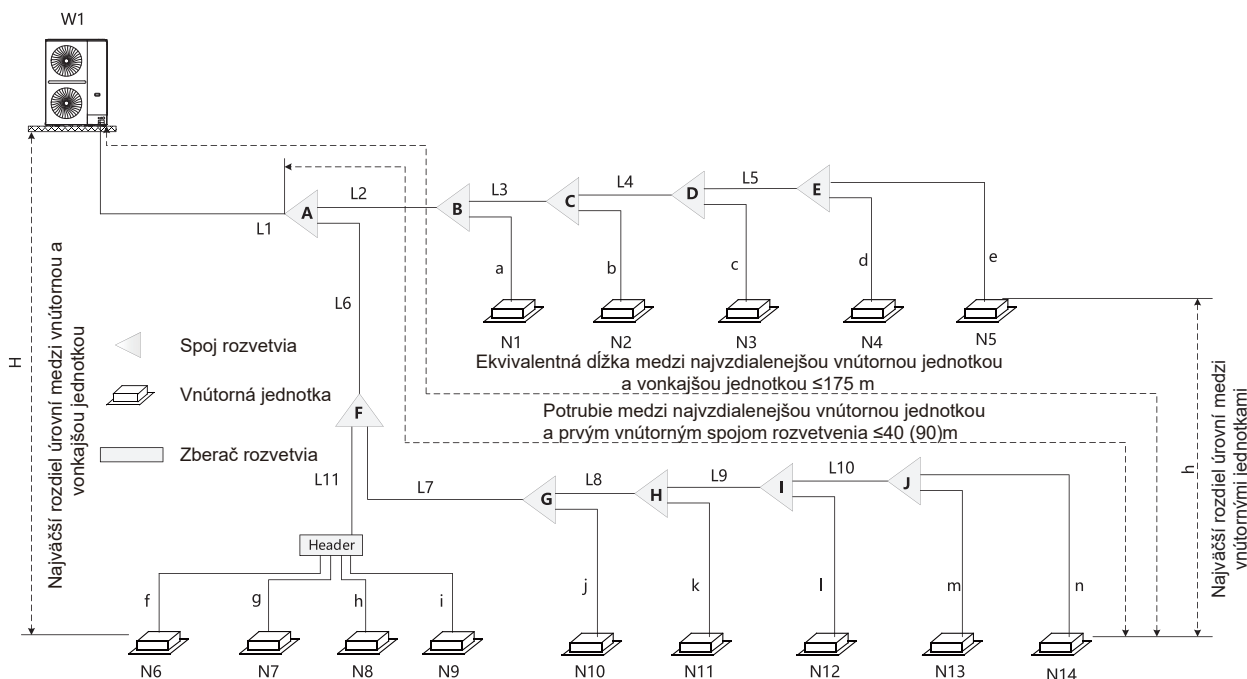 W1
H
Najväčší rozdiel úrovní medzi vnútornou a
vonkajšou jednotkou
L1
A
L2
B
L3
C
L4
D
L5
E
a
b
c
d
e
N1
N2
N3
N4
N5
L6
Spoj rozvetvia
Vnútorná jednotka
Zberač rozvetvia
Ekvivalentná dĺžka medzi najvzdialenejšou vnútornou jednotkou
a vonkajšou jednotkou ≤175 m
Potrubie medzi najvzdialenejšou vnútornou jednotkou
a prvým vnútorným spojom rozvetvenia ≤40 (90)m
F
L11
L7
G
L8
H
L9
I
L10
J
Header
f
g
h
i
j
k
l
m
n
N6
N7
N8
N9
N10
N11
N12
N13
N14
h
Najväčší rozdiel úrovní medzi
vnútornými jednotkami